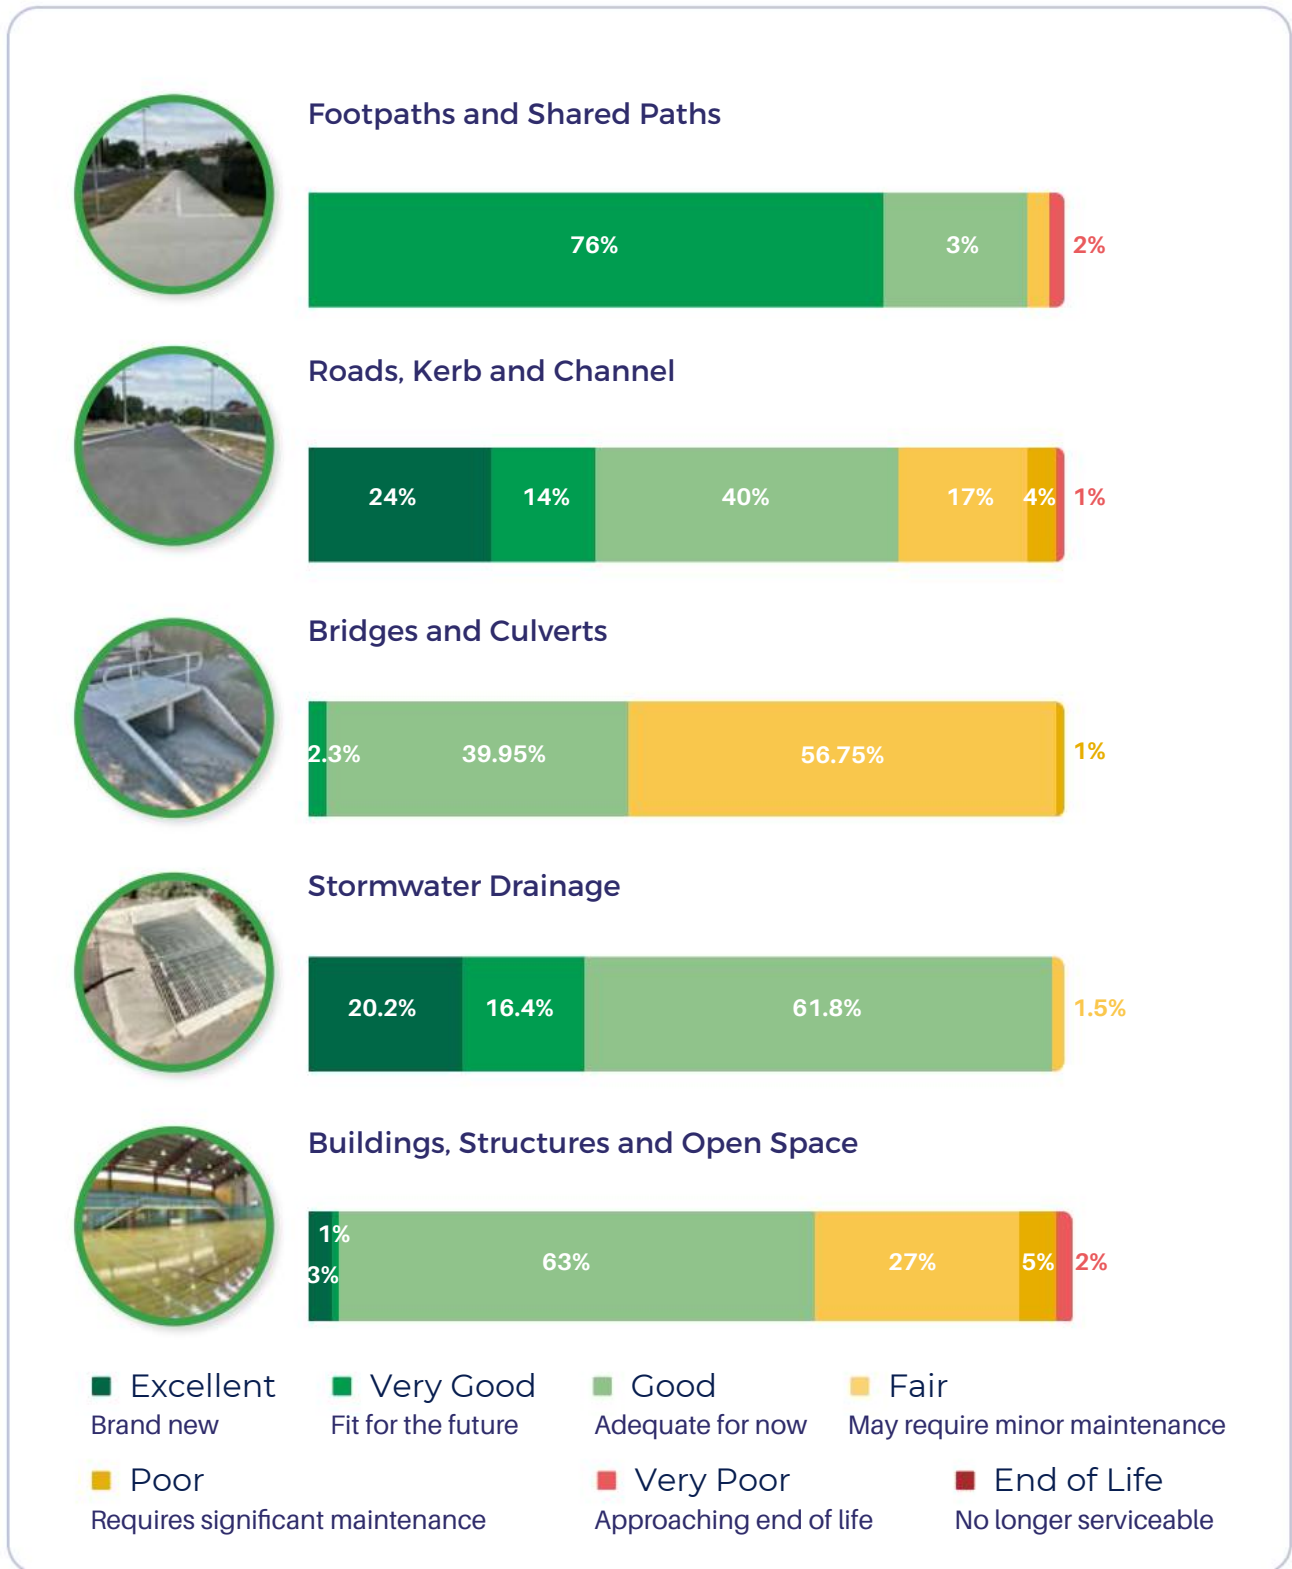 Footpaths and Shared Paths
76% 3% 2%
Roads, Kerb and Channel
24% 14% 40% 17% 4% 1%
Bridges and Culverts
2.3% 39.95% 56.75% 1%
Stormwater Drainage
20.2% 16.4% 61.8% 1.5%
Buildings, Structures and Open Space
1%
3% 63% 27% 5% 2%
Excellent Very Good Good Fair
Brand new Fit for the future Adequate for now May require minor maintenance
Poor Very Poor End of Life
Requires significant maintenance Approaching end of life No longer serviceable